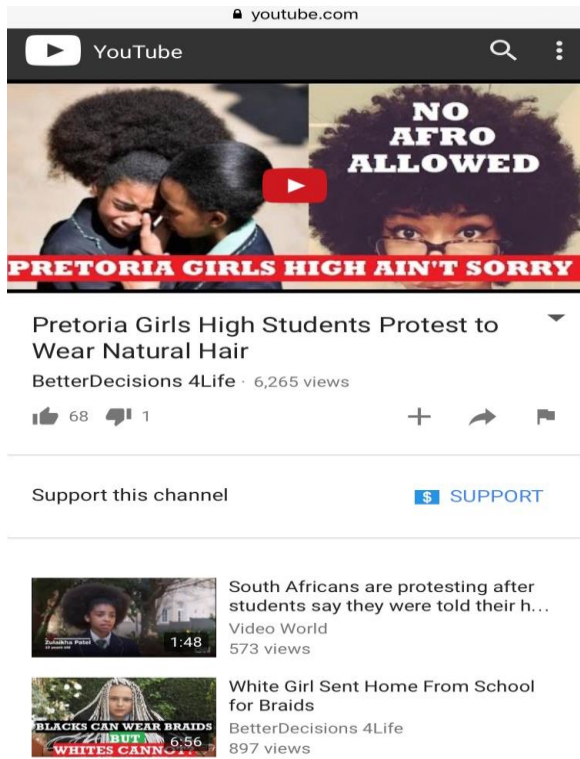 youtube.com
YouTube
NO
AFRO
ALLOWED
PRETORIA GIRLS HIGH AIN'T SORRY
Pretoria Girls High Students Protest to
Wear Natural Hair
BetterDecisions 4Life · 6,265 views
68 1
Support this channel
$ SUPPORT
South Africans are protesting after
students say they were told their h...
Video World
573 views
Zulaikha Patel
1:48
White Girl Sent Home From School
for Braids
BetterDecisions 4Life
897 views
BLACKS CAN WEAR BRAIDS
BUT
WHITES
6:56